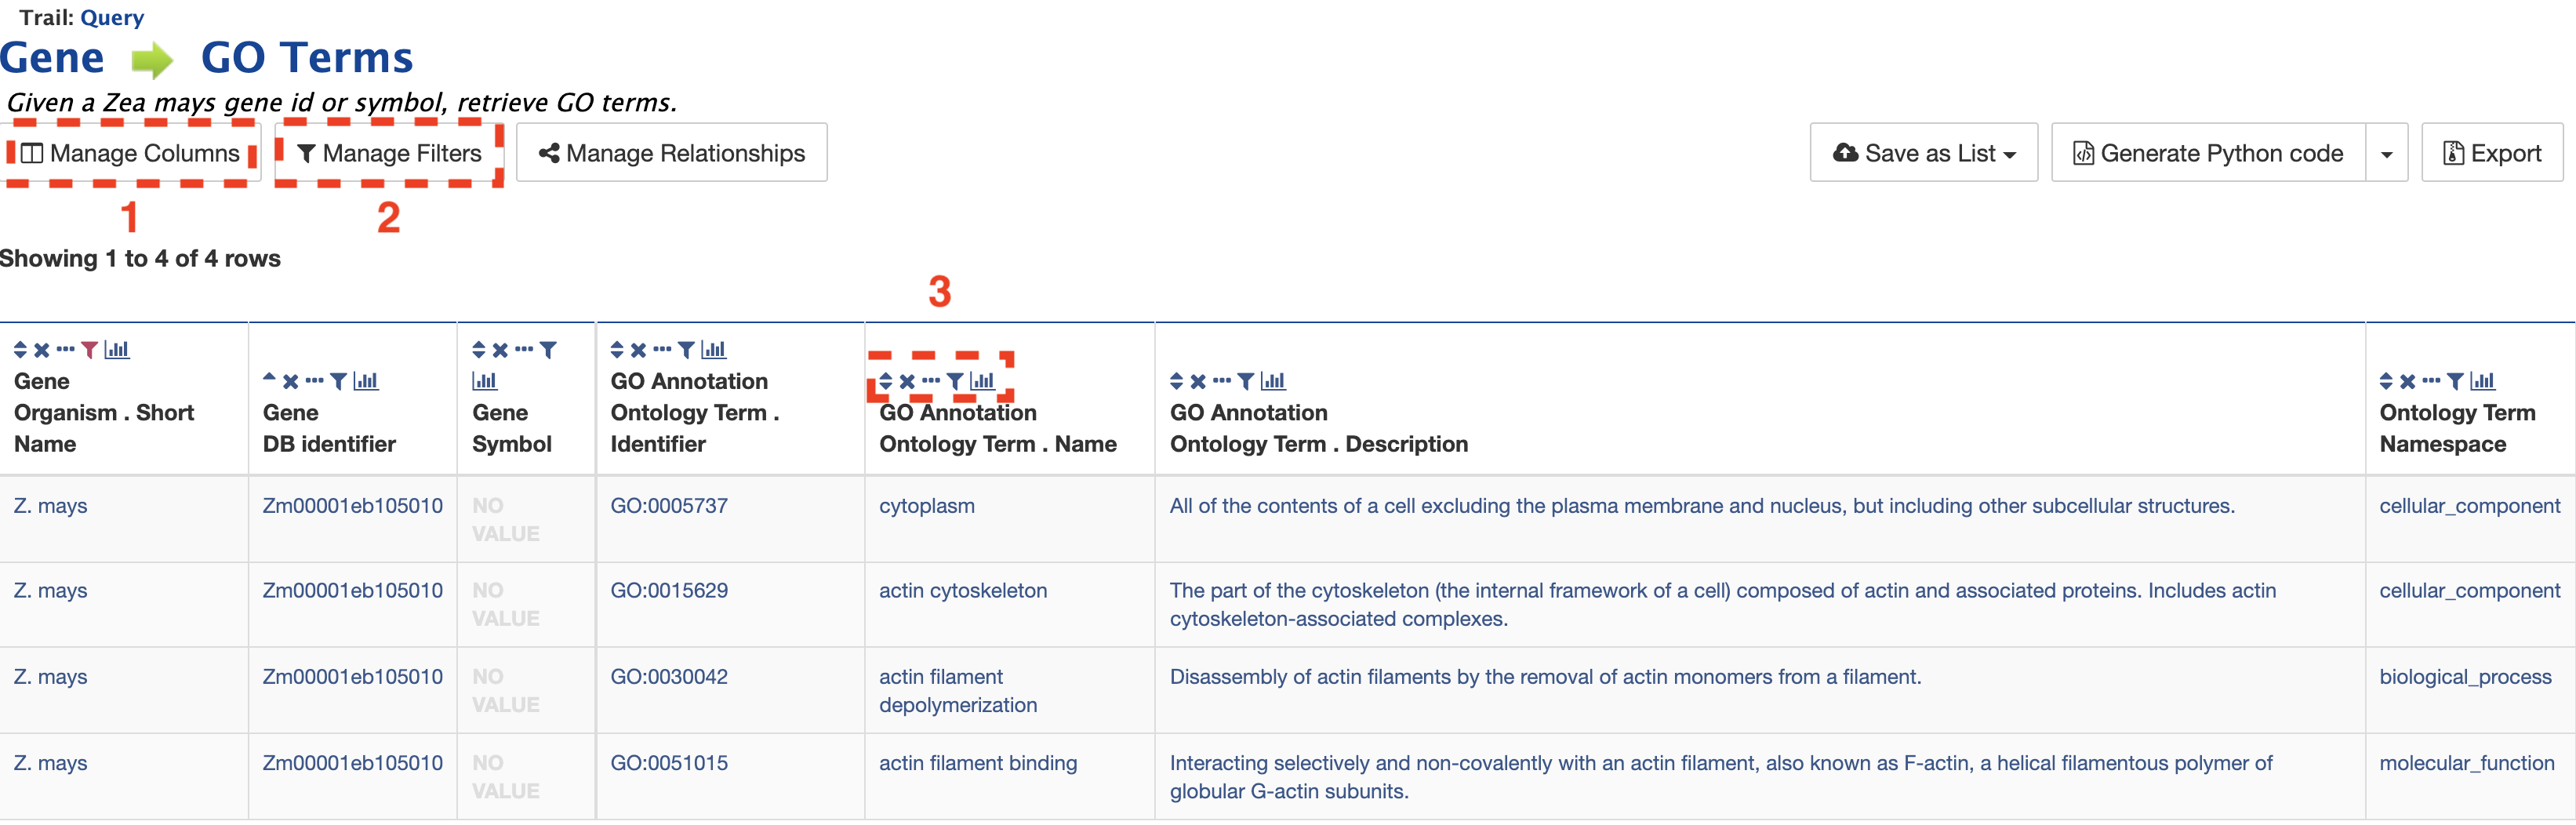 Trail: Query
Gene GO Terms
Given a Zea mays gene id or symbol, retrieve GO terms.
Manage Columns Manage Filters Manage Relationships Save as List Generate Python code Export
1 2
Showing 1 to 4 of 4 rows
3
Gene
Organism . Short
Name
Gene
DB identifier
Gene
Symbol
GO Annotation
Ontology Term .
Identifier
GO Annotation
Ontology Term . Name
GO Annotation
Ontology Term . Description
Ontology Term
Namespace
Z. mays
Zm00001eb105010
NO
VALUE
GO:0005737
cytoplasm
All of the contents of a cell excluding the plasma membrane and nucleus, but including other subcellular structures.
cellular_component
Z. mays
Zm00001eb105010
NO
VALUE
GO:0015629
actin cytoskeleton
The part of the cytoskeleton (the internal framework of a cell) composed of actin and associated proteins. Includes actin
cytoskeleton-associated complexes.
cellular_component
Z. mays
Zm00001eb105010
NO
VALUE
GO:0030042
actin filament
depolymerization
Disassembly of actin filaments by the removal of actin monomers from a filament.
biological_process
Z. mays
Zm00001eb105010
NO
VALUE
GO:0051015
actin filament binding
Interacting selectively and non-covalently with an actin filament, also known as F-actin, a helical filamentous polymer of
globular G-actin subunits.
molecular_function